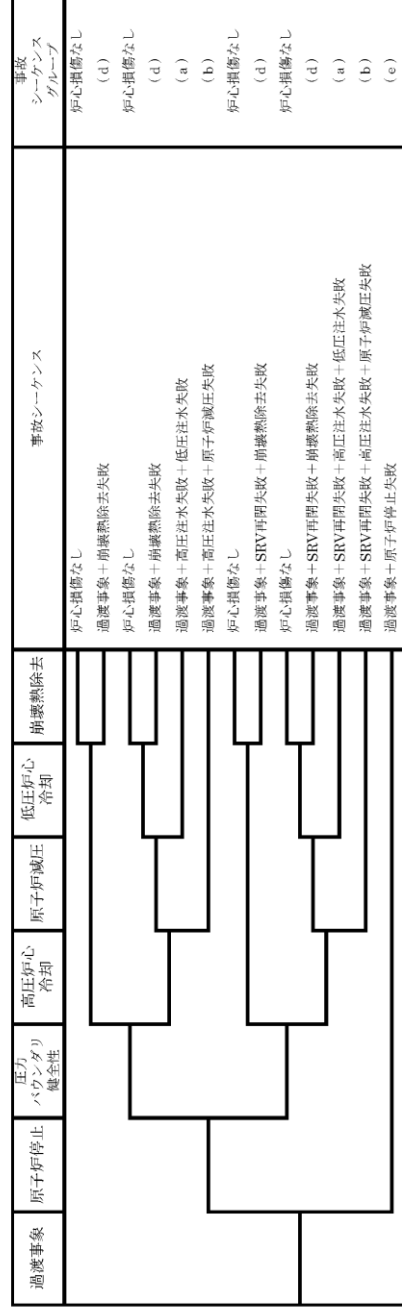 過渡事象
原子炉停止
圧力
バウンダリ
健全性
高圧炉心
冷却
原子炉減圧
低圧炉心
冷却
崩壊熱除去
事故シーケンス
事故
シーケンス
グループ
炉心損傷なし
炉心損傷なし
過渡事象+崩壊熱除去失敗
(d)
炉心損傷なし
炉心損傷なし
過渡事象+崩壊熱除去失敗
(d)
過渡事象+高圧注水失敗+低圧注水失敗
(a)
過渡事象+高圧注水失敗+原子炉減圧失敗
(b)
炉心損傷なし
炉心損傷なし
過渡事象+SRV再閉失敗+崩壊熱除去失敗
(d)
炉心損傷なし
炉心損傷なし
過渡事象+SRV再閉失敗+崩壊熱除去失敗
(d)
過渡事象+SRV再閉失敗+高圧注水失敗+低圧注水失敗
(a)
過渡事象+SRV再閉失敗+高圧注水失敗+原子炉減圧失敗
(b)
過渡事象+原子炉停止失敗
(e)